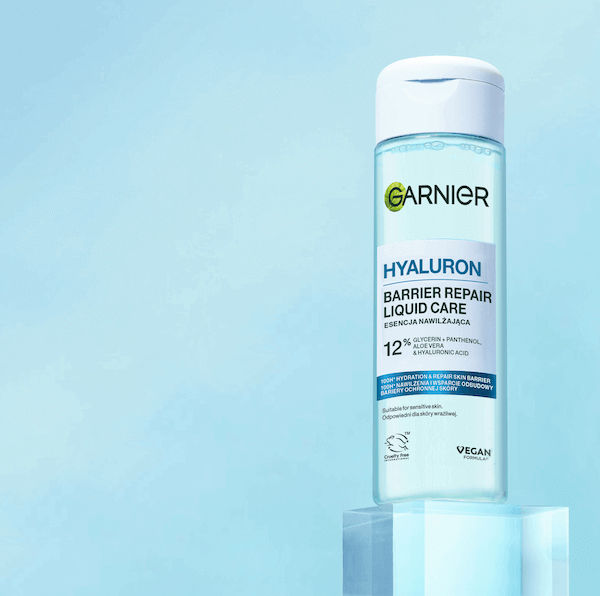 GARNIER
HYALURON
BARRIER REPAIR
LIQUID CARE
ESENCJA NAWILŻAJĄCA
12% GLYCERIN + PANTHENOL,
ALOE VERA
& HYALURONIC ACID
100H* HYDRATION & REPAIR SKIN BARRIER
100H* NAWILŻENIA I WSPARCIE ODBUDOWY
BARIERY OCHRONNEJ SKÓRY
Suitable for sensitive skin.
Odpowiedni dla skóry wrażliwej.
TM
Cruelty Free
INTERNATIONAL
VEGAN
FORMULA